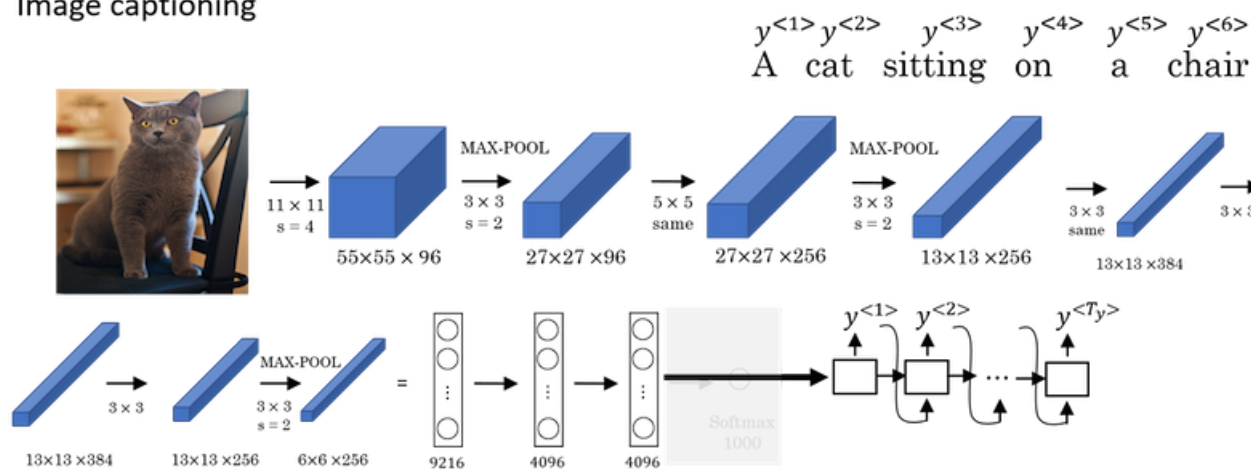 Image captioning
y<1> y<2> y<3> y<4> y<5> y<6>
A cat sitting on a chair
MAX-POOL MAX-POOL
11 × 11 3 × 3 5 × 5 3 × 3 3 × 3
s = 4 s = 2 same s = 2 same
55×55 × 96 27×27 ×96 27×27 ×256 13×13 ×256 13×13 ×384
y<1> y<2> y<Ty>
MAX-POOL
3 × 3 3 × 3 = ⋮ ⋮ ⋮ ...
s = 2
Softmax
1000
13×13 ×384 13×13 ×256 6×6 ×256 9216 4096 4096